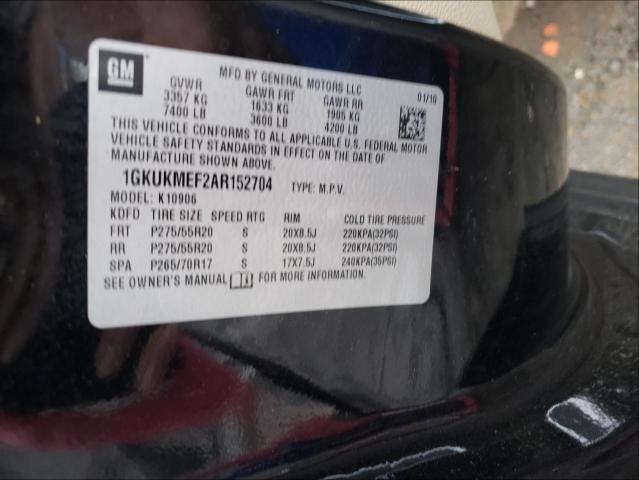 GM
MFD BY GENERAL MOTORS LLC
01/10
GVWR GAWR FRT GAWR RR
3357 KG 1633 KG 1905 KG
7400 LB 3600 LB 4200 LB
THIS VEHICLE CONFORMS TO ALL APPLICABLE U.S. FEDERAL MOTOR
VEHICLE SAFETY STANDARDS IN EFFECT ON THE DATE OF
MANUFACTURE SHOWN ABOVE.
1GKUKMEF2AR152704 TYPE: M.P.V.
MODEL: K10906
KDFD TIRE SIZE SPEED RTG RIM COLD TIRE PRESSURE
FRT P275/55R20 S 20X8.5J 220KPA(32PSI)
RR P275/55R20 S 20X8.5J 220KPA(32PSI)
SPA P265/70R17 S 17X7.5J 240KPA(35PSI)
SEE OWNER'S MANUAL FOR MORE INFORMATION.